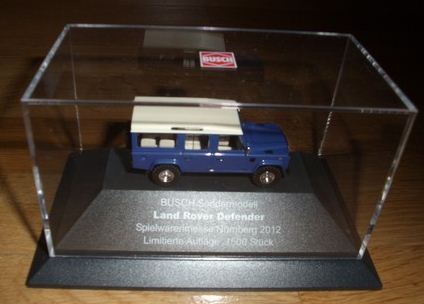 BUSCH
BUSCH Sondermodell
Land Rover Defender
Spielwarenmesse Nürnberg 2012
Limitierte Auflage: 1500 Stück